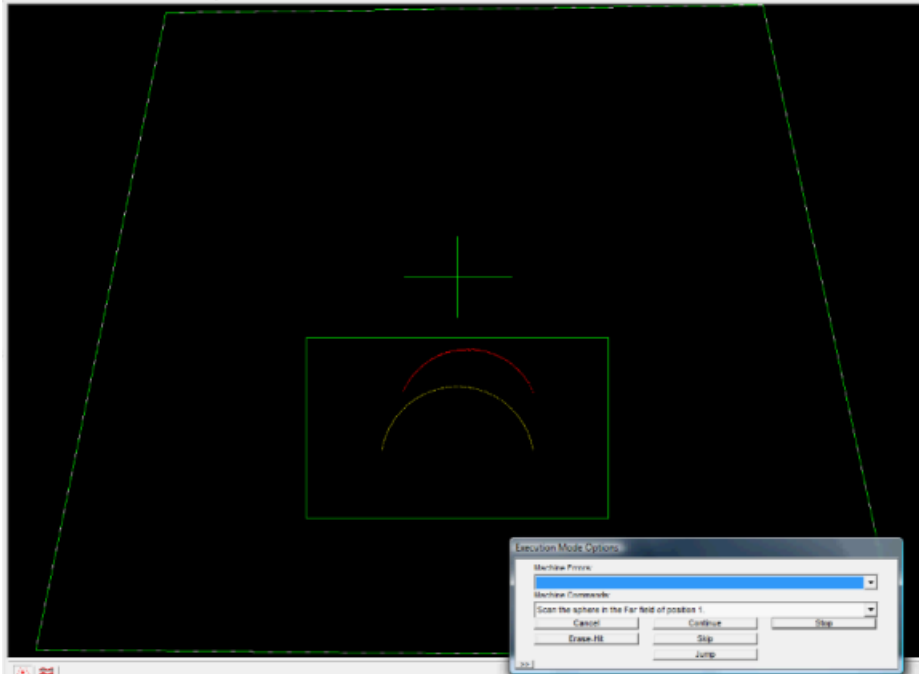 Execution Mode Options
Machine Errors:
Machine Commands:
Scan the sphere in the Far field of position 1.
Cancel Continue Stop
Erase-Hit Skip
Jump
>>